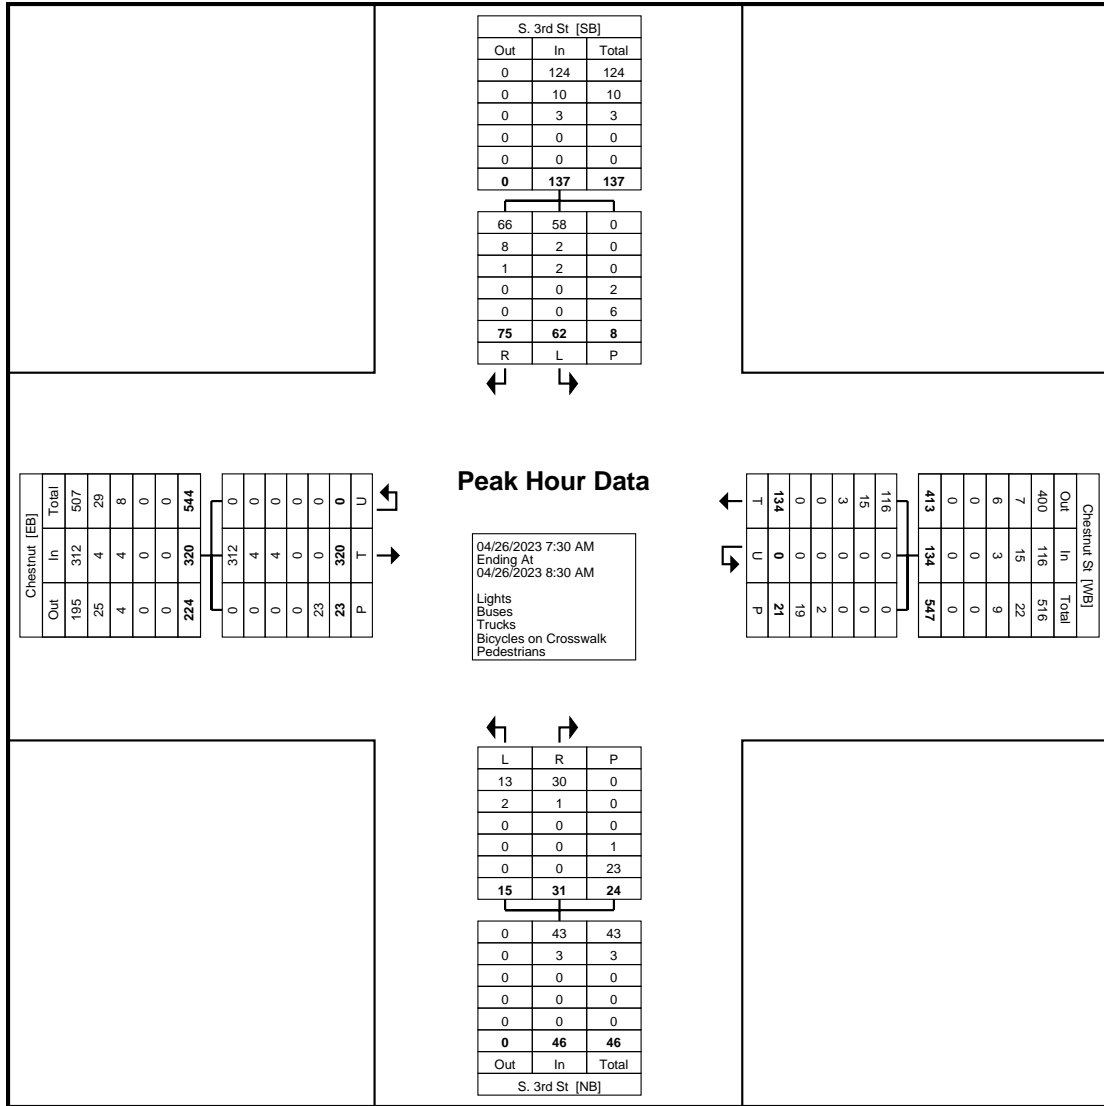 S. 3rd St [SB]
Out In Total
0 124 124
0 10 10
0 3 3
0 0 0
0 0 0
0 137 137
66 58 0
8 2 0
1 2 0
0 0 2
0 0 6
75 62 8
R L P
Chestnut [EB]
Total In Out
507 312 195
29 4 25
8 4 4
0 0 0
0 0 0
544 320 224
0 312 0
0 4 0
0 4 0
0 0 0
0 0 23
0 320 23
U T P
Peak Hour Data
04/26/2023 7:30 AM
Ending At
04/26/2023 8:30 AM
Lights
Buses
Trucks
Bicycles on Crosswalk
Pedestrians
Chestnut St [WB]
Out In Total
400 116 516
7 15 22
6 3 9
0 0 0
0 0 0
413 134 547
116 0 0
15 0 0
3 0 0
0 0 2
0 0 19
134 0 21
T U P
L R P
13 30 0
2 1 0
0 0 0
0 0 1
0 0 23
15 31 24
0 43 43
0 3 3
0 0 0
0 0 0
0 0 0
0 46 46
Out In Total
S. 3rd St [NB]